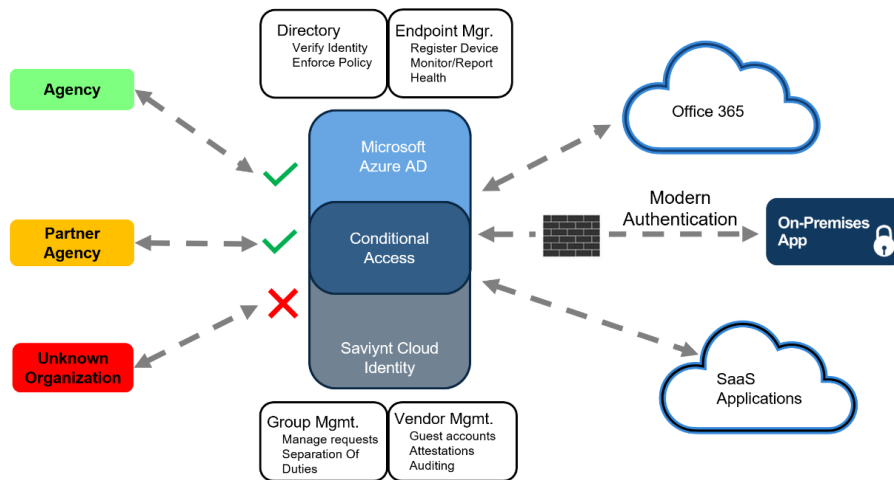 Directory
Verify Identity
Enforce Policy
Endpoint Mgr.
Register Device
Monitor/Report
Health
Agency
Partner
Agency
Unknown
Organization
Microsoft
Azure AD
Conditional
Access
Saviynt Cloud
Identity
Office 365
Modern
Authentication
On-Premises
App
SaaS
Applications
Group Mgmt.
Manage requests
Separation Of
Duties
Vendor Mgmt.
Guest accounts
Attestations
Auditing